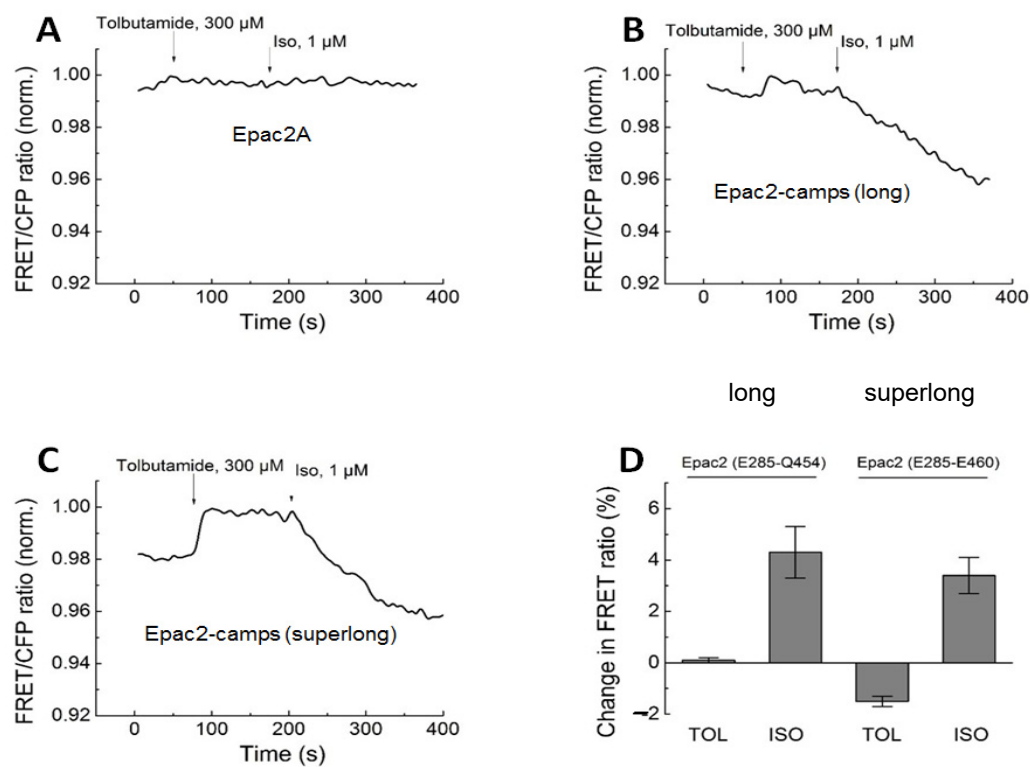 A
Tolbutamide, 300 µM
Iso, 1 µM
FRET/CFP ratio (norm.)
1.00
0.98
0.96
0.94
0.92
Epac2A
0 100 200 300 400
Time (s)
B
Tolbutamide, 300 µM
Iso, 1 µM
FRET/CFP ratio (norm.)
1.00
0.98
0.96
0.94
0.92
Epac2-camps (long)
0 100 200 300 400
Time (s)
C
Tolbutamide, 300 µM
Iso, 1 µM
FRET/CFP ratio (norm.)
1.00
0.98
0.96
0.94
0.92
Epac2-camps (superlong)
0 100 200 300 400
Time (s)
long superlong
D
Epac2 (E285-Q454) Epac2 (E285-E460)
Change in FRET ratio (%)
6
4
2
0
−2
TOL ISO TOL ISO